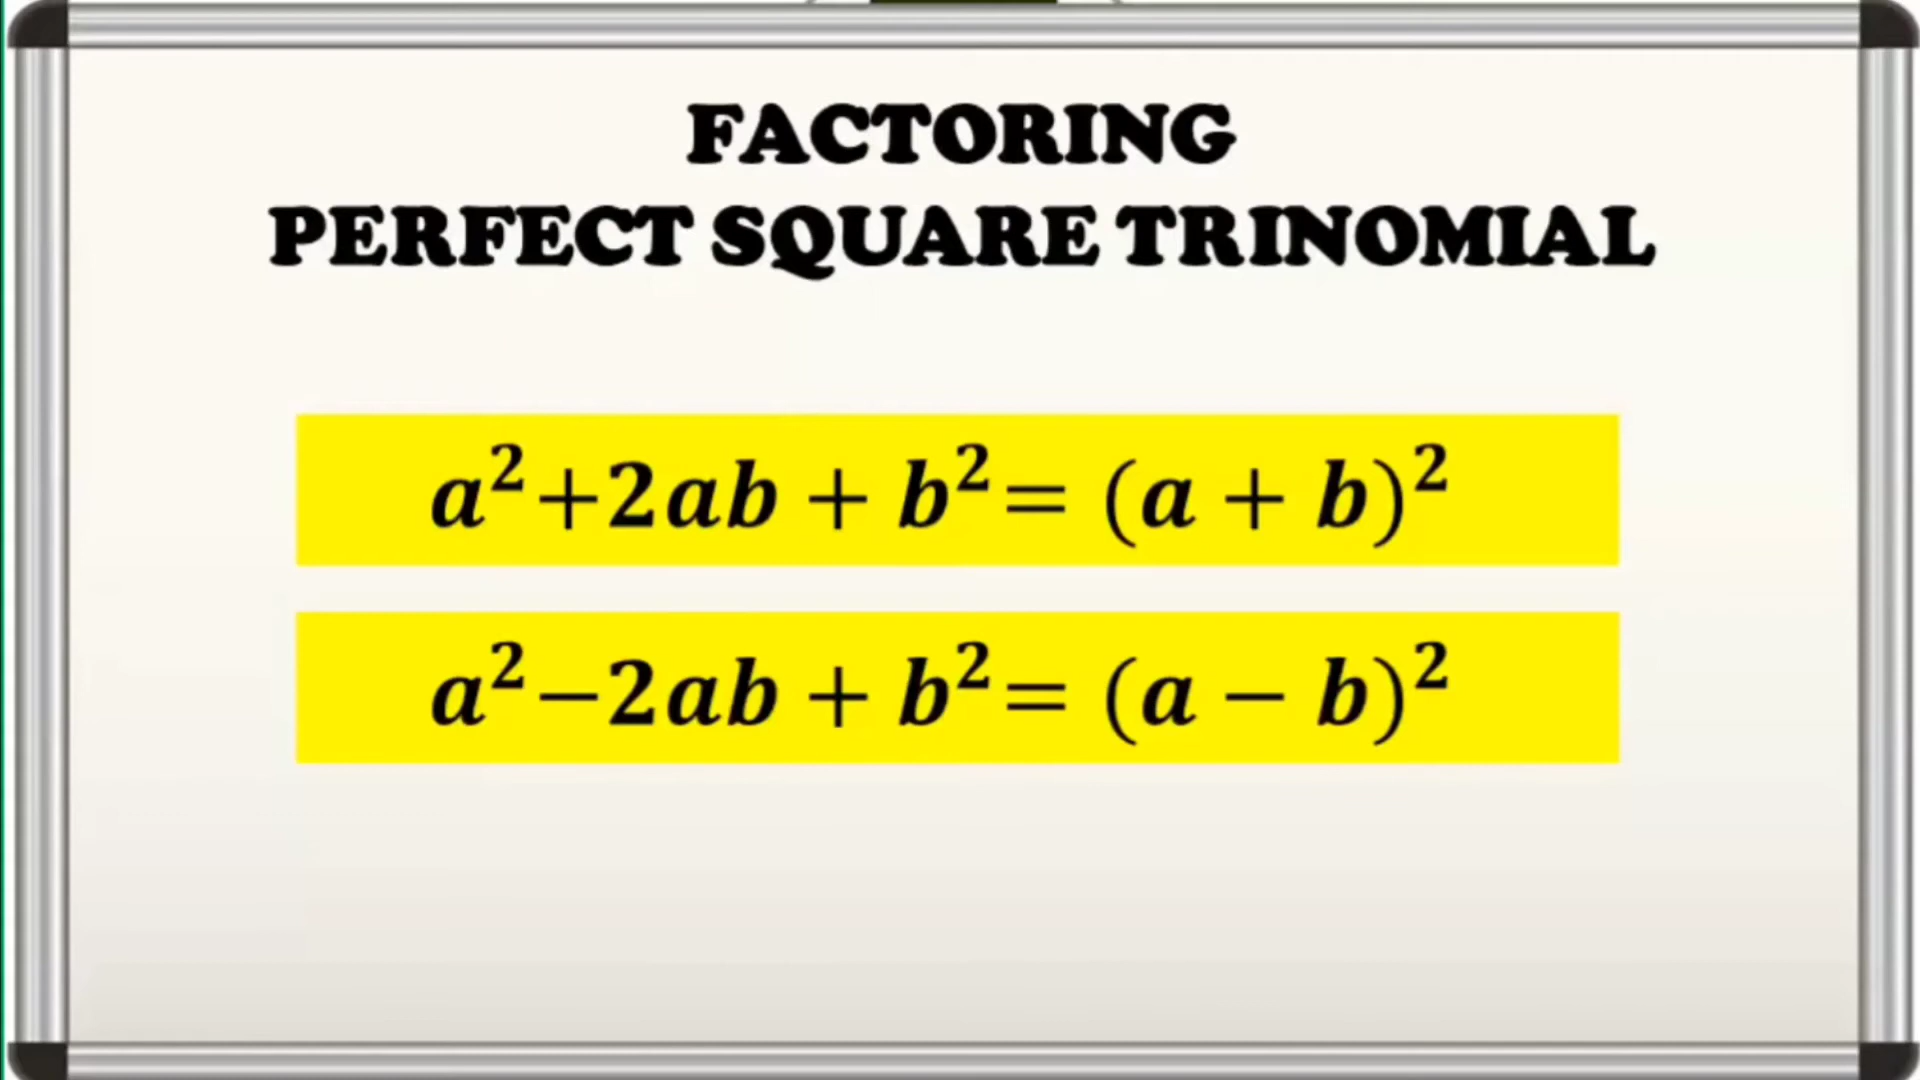 FACTORING
PERFECT SQUARE TRINOMIAL
a²+2ab + b²= (a + b)²
a²−2ab + b²= (a − b)²